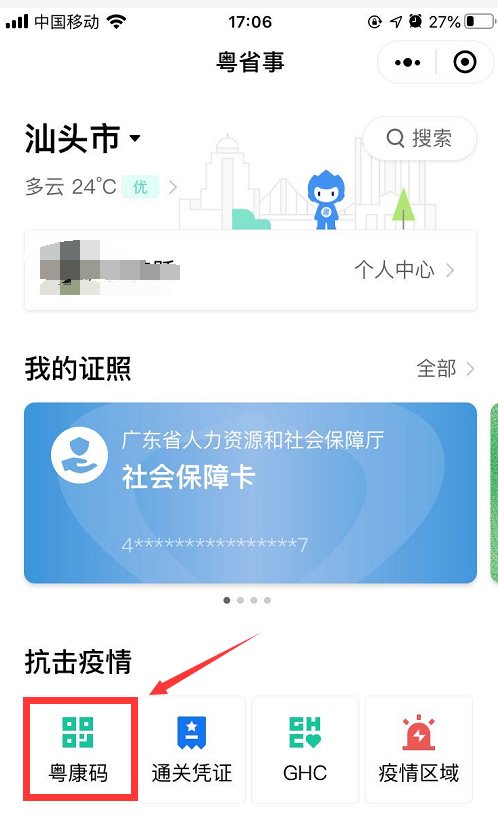 中国移动 17:06 27%
粤省事
汕头市 搜索
多云 24°C 优
个人中心
我的证照 全部
广东省人力资源和社会保障厅
社会保障卡
4****************7
抗击疫情
粤康码 通关凭证 GHC 疫情区域